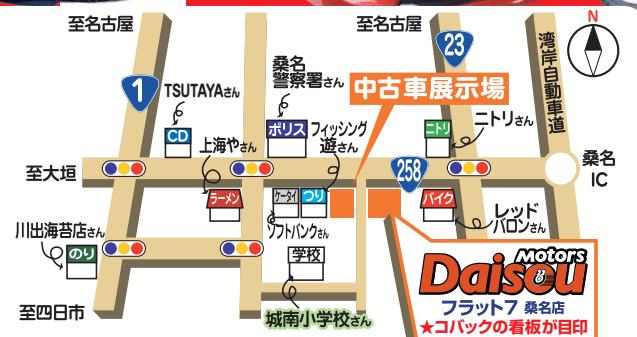 至名古屋
至名古屋
N
23
1
湾岸自動車道
桑名
警察署さん
TSUTAYAさん
中古車展示場
CD
ポリス
フィッシング
遊さん
ニトリ
ニトリさん
上海やさん
至大垣
258
桑名
IC
ラーメン
ケータイ
つり
バイク
川出海苔店さん
ソフトバンクさん
レッド
バロンさん
のり
学校
MOTORS
Daisou
フラット7 桑名店
★コバックの看板が目印
至四日市
城南小学校さん